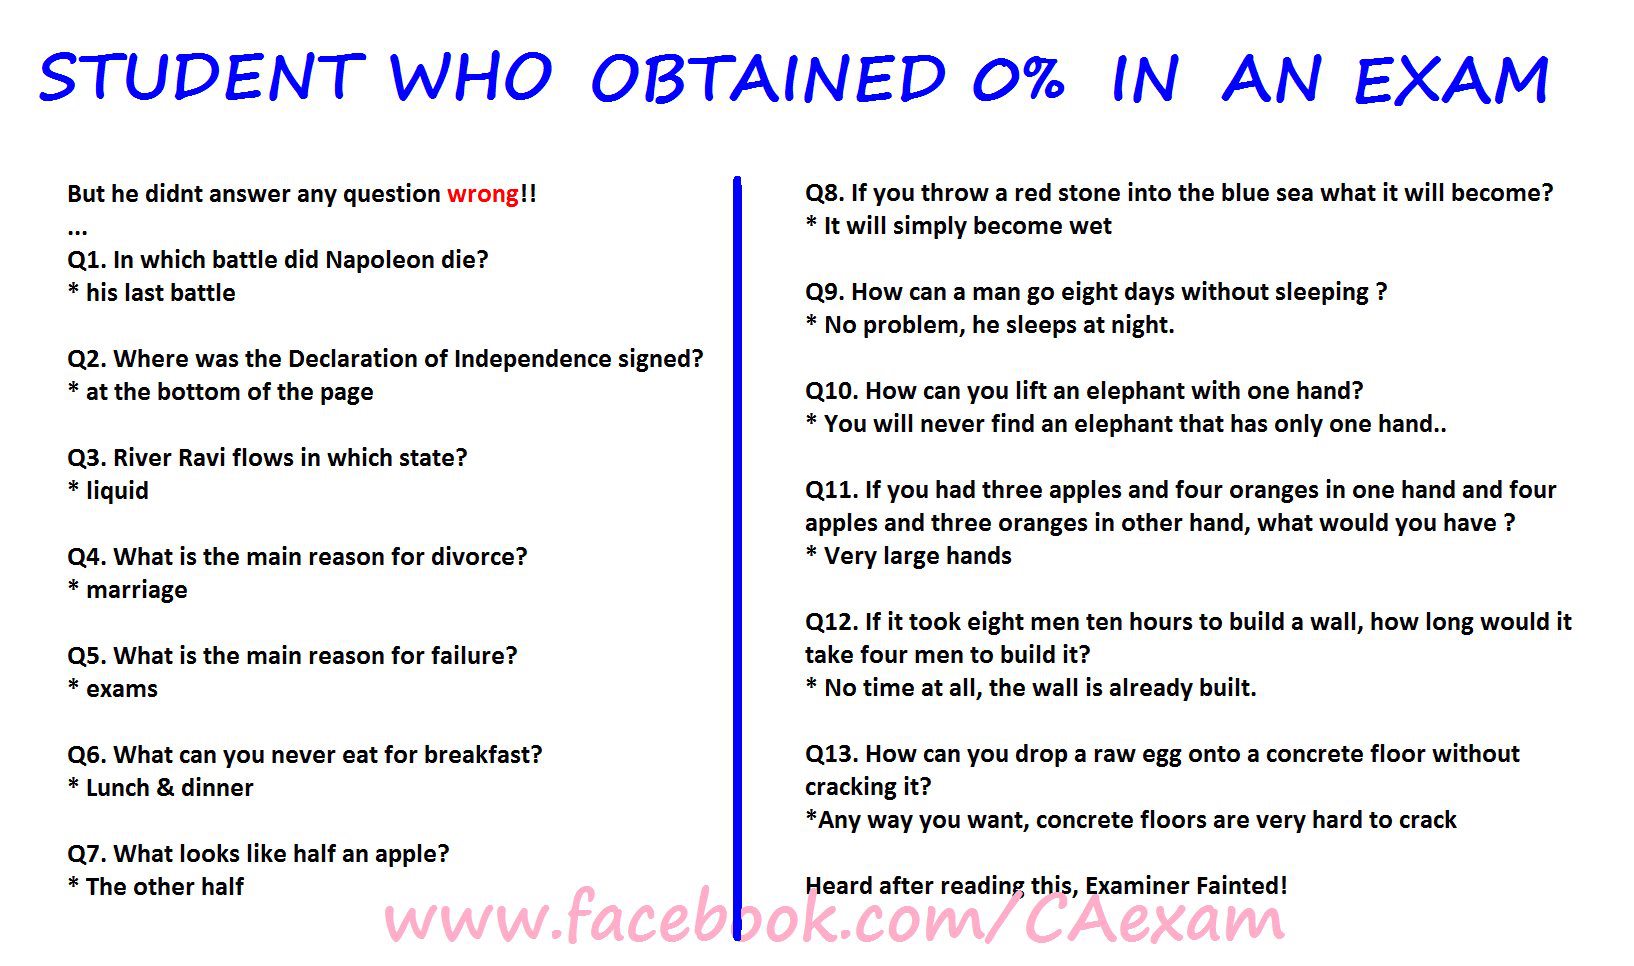 STUDENT WHO OBTAINED 0% IN AN EXAM
But he didnt answer any question wrong!!
...
Q1. In which battle did Napoleon die?
* his last battle
Q2. Where was the Declaration of Independence signed?
* at the bottom of the page
Q3. River Ravi flows in which state?
* liquid
Q4. What is the main reason for divorce?
* marriage
Q5. What is the main reason for failure?
* exams
Q6. What can you never eat for breakfast?
* Lunch & dinner
Q7. What looks like half an apple?
* The other half
Q8. If you throw a red stone into the blue sea what it will become?
* It will simply become wet
Q9. How can a man go eight days without sleeping ?
* No problem, he sleeps at night.
Q10. How can you lift an elephant with one hand?
* You will never find an elephant that has only one hand..
Q11. If you had three apples and four oranges in one hand and four
apples and three oranges in other hand, what would you have ?
* Very large hands
Q12. If it took eight men ten hours to build a wall, how long would it
take four men to build it?
* No time at all, the wall is already built.
Q13. How can you drop a raw egg onto a concrete floor without
cracking it?
*Any way you want, concrete floors are very hard to crack
Heard after reading this, Examiner Fainted!
www.facebook.com/CAexam